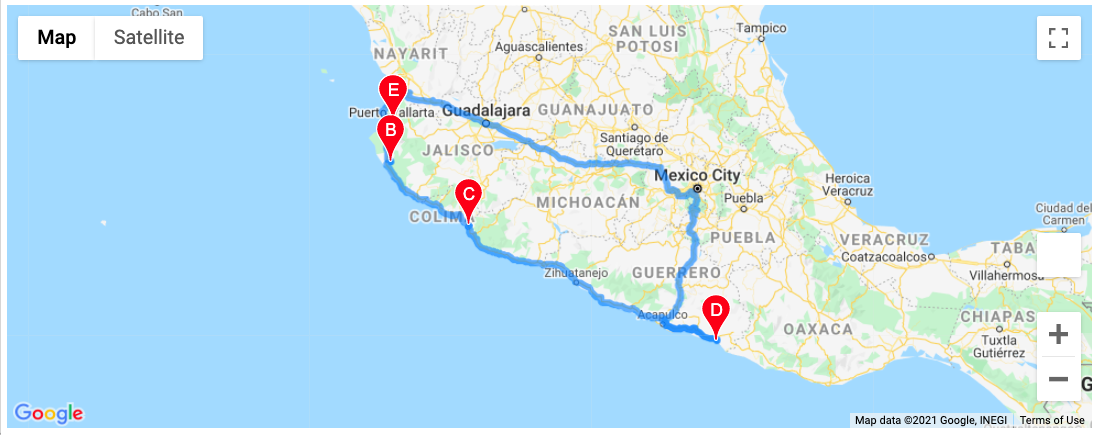 Cabo San
Map
Satellite
Tampico
SAN LUIS
POTOSI
Aguascalientes
NAYARIT
E
Puerto Vallarta
Guadalajara
GUANAJUATO
B
Santiago de
Querétaro
JALISCO
Mexico City
Heroica
Veracruz
C
MICHOACÁN
Puebla
COLIMA
Ciudad del
Carmen
PUEBLA
VERACRUZ
TABA
Coatzacoalcos
Villahermosa
Zihuatanejo
GUERRERO
D
Acapulco
OAXACA
CHIAPAS
Tuxtla
Gutiérrez
G
Google
Map data ©2021 Google, INEGI
Terms of Use